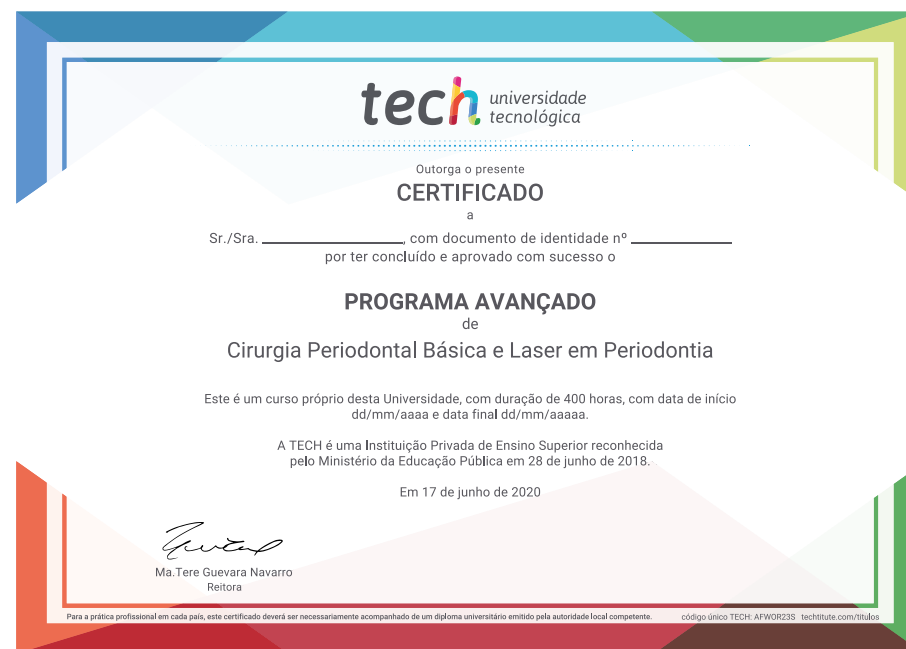 tech universidade
tecnológica
Outorga o presente
CERTIFICADO
a
Sr./Sra. ________________, com documento de identidade nº ____________
por ter concluído e aprovado com sucesso o
PROGRAMA AVANÇADO
de
Cirurgia Periodontal Básica e Laser em Periodontia
Este é um curso próprio desta Universidade, com duração de 400 horas, com data de início
dd/mm/aaaa e data final dd/mm/aaaaa.
A TECH é uma Instituição Privada de Ensino Superior reconhecida
pelo Ministério da Educação Pública em 28 de junho de 2018.
Em 17 de junho de 2020
Ma.Tere Guevara Navarro
Reitora
Para a prática profissional em cada país, este certificado deverá ser necessariamente acompanhado de um diploma universitário emitido pela autoridade local competente. código único TECH: AFWOR23S techtitute.com/titulos